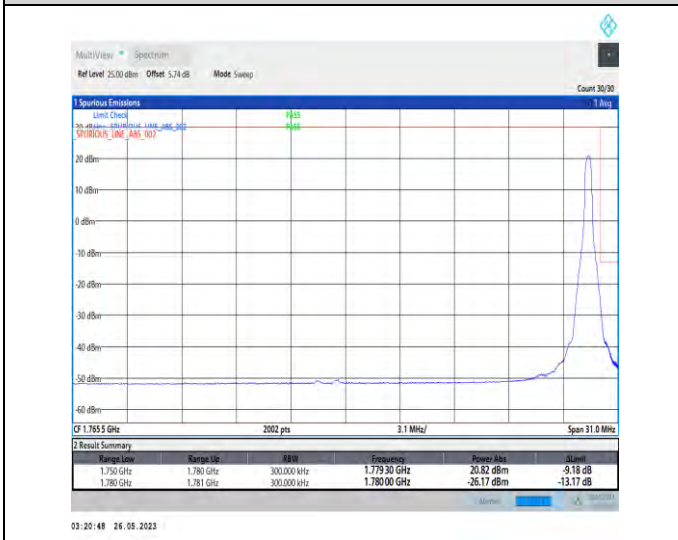 MultiView Spectrum
Ref Level 25.00 dBm Offset 5.74 dB Mode Sweep
Count 30/30
1 Spurious Emissions 1 Avg
Limit Check PASS
PASS
_SPURIOUS_LINE_ABS_002
20 dBm
10 dBm
0 dBm
-10 dBm
-20 dBm
-30 dBm
-40 dBm
-50 dBm
-60 dBm
CF 1.7655 GHz 2002 pts 3.1 MHz/ Span 31.0 MHz
2 Result Summary
Range Low Range Up RBW Frequency Power Abs ΔLimit
1.750 GHz 1.780 GHz 300.000 kHz 1.779 30 GHz 20.82 dBm -9.18 dB
1.780 GHz 1.781 GHz 300.000 kHz 1.780 00 GHz -26.17 dBm -13.17 dB
03:20:48 26.05.2023